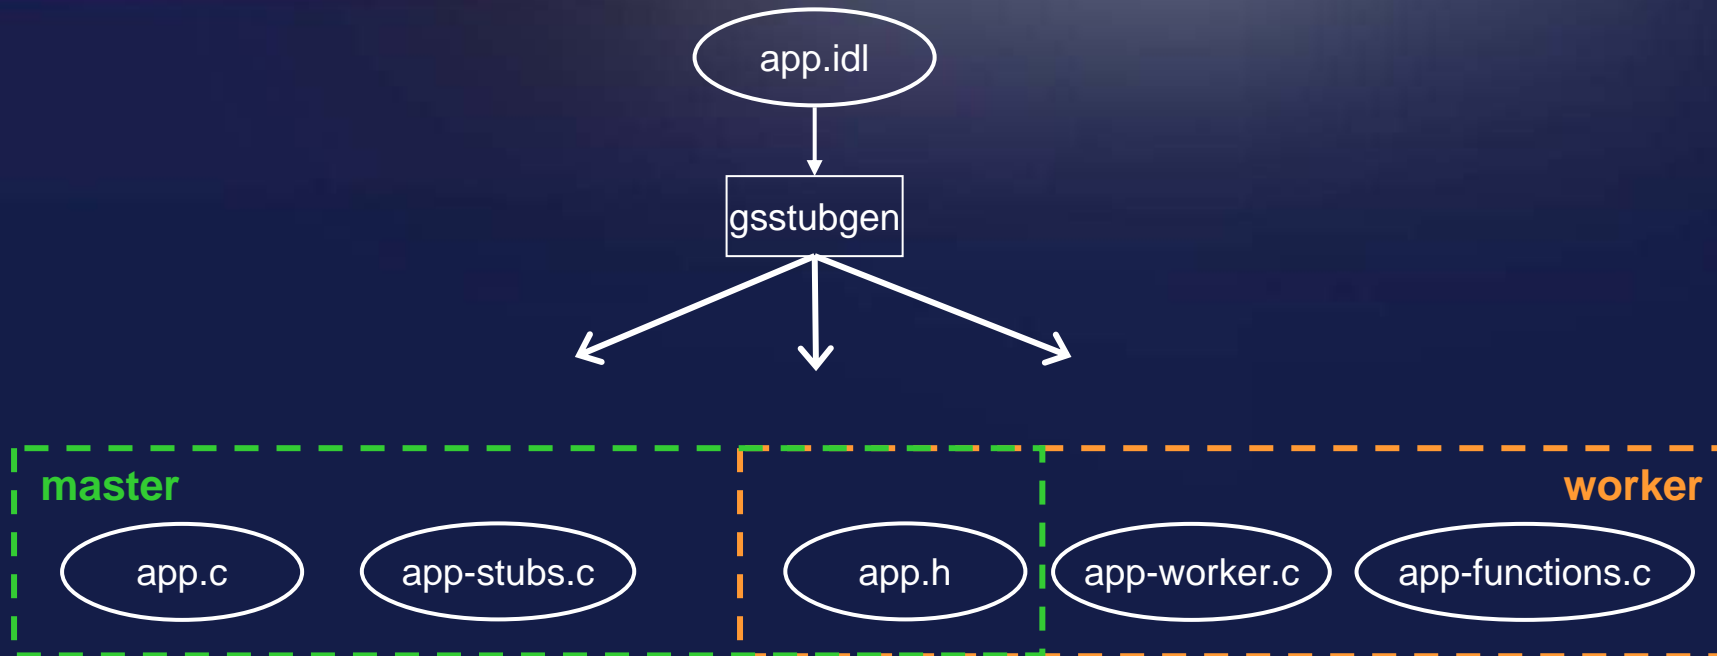 app.idl
gsstubgen
master
worker
app.c
app-stubs.c
app.h
app-worker.c
app-functions.c